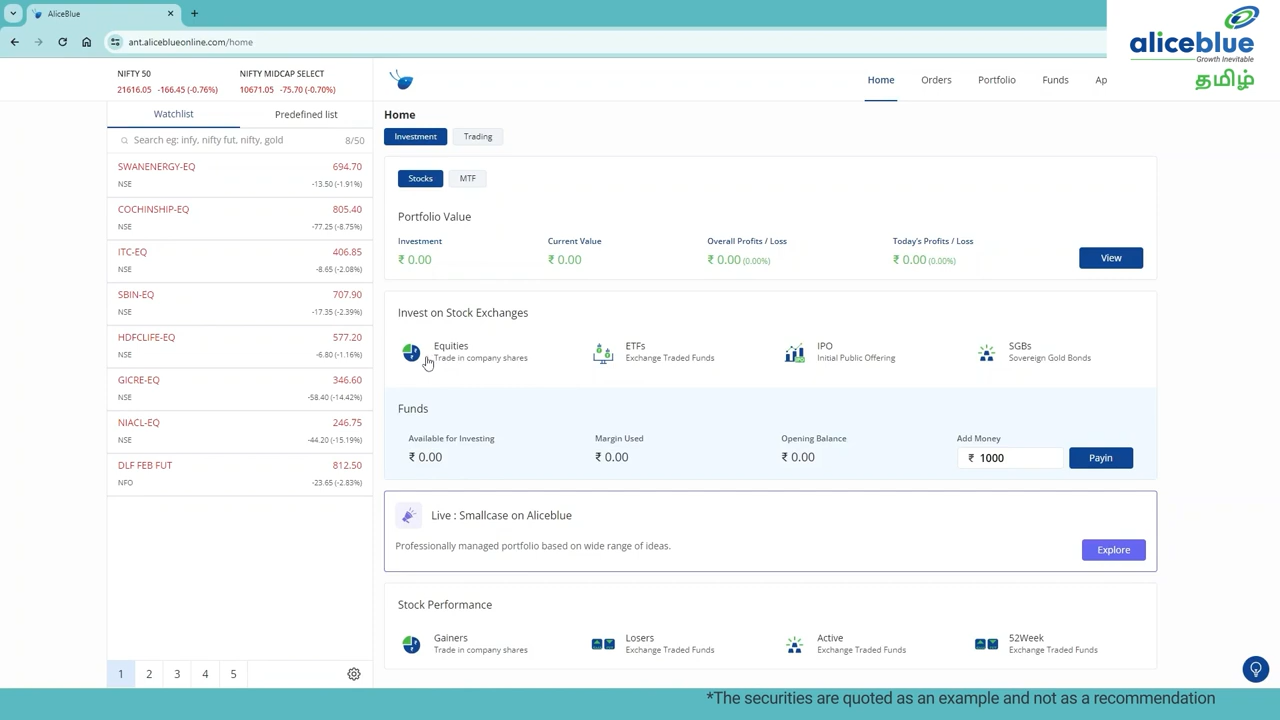 AliceBlue
ant.aliceblueonline.com/home
aliceblue
Growth Inevitable
தமிழ்
NIFTY 50
21616.05 -166.45 (-0.76%)
NIFTY MIDCAP SELECT
10671.05 -75.70 (-0.70%)
Home Orders Portfolio Funds Ap
Watchlist Predefined list
Search eg: infy, nifty fut, nifty, gold 8/50
SWANENERGY-EQ 694.70
NSE -13.50 (-1.91%)
COCHINSHIP-EQ 805.40
NSE -77.25 (-8.75%)
ITC-EQ 406.85
NSE -8.65 (-2.08%)
SBIN-EQ 707.90
NSE -17.35 (-2.39%)
HDFCLIFE-EQ 577.20
NSE -6.80 (-1.16%)
GICRE-EQ 346.60
NSE -58.40 (-14.42%)
NIACL-EQ 246.75
NSE -44.20 (-15.19%)
DLF FEB FUT 812.50
NFO -23.65 (-2.83%)
1 2 3 4 5
Home
Investment Trading
Stocks MTF
Portfolio Value
Investment Current Value Overall Profits / Loss Today's Profits / Loss
₹ 0.00 ₹ 0.00 ₹ 0.00 (0.00%) ₹ 0.00 (0.00%) View
Invest on Stock Exchanges
Equities ETFs IPO SGBs
Trade in company shares Exchange Traded Funds Initial Public Offering Sovereign Gold Bonds
Funds
Available for Investing Margin Used Opening Balance Add Money
₹ 0.00 ₹ 0.00 ₹ 0.00 ₹ 1000 Payin
Live : Smallcase on Aliceblue
Professionally managed portfolio based on wide range of ideas. Explore
Stock Performance
Gainers Losers Active 52Week
Trade in company shares Exchange Traded Funds Exchange Traded Funds Exchange Traded Funds
*The securities are quoted as an example and not as a recommendation